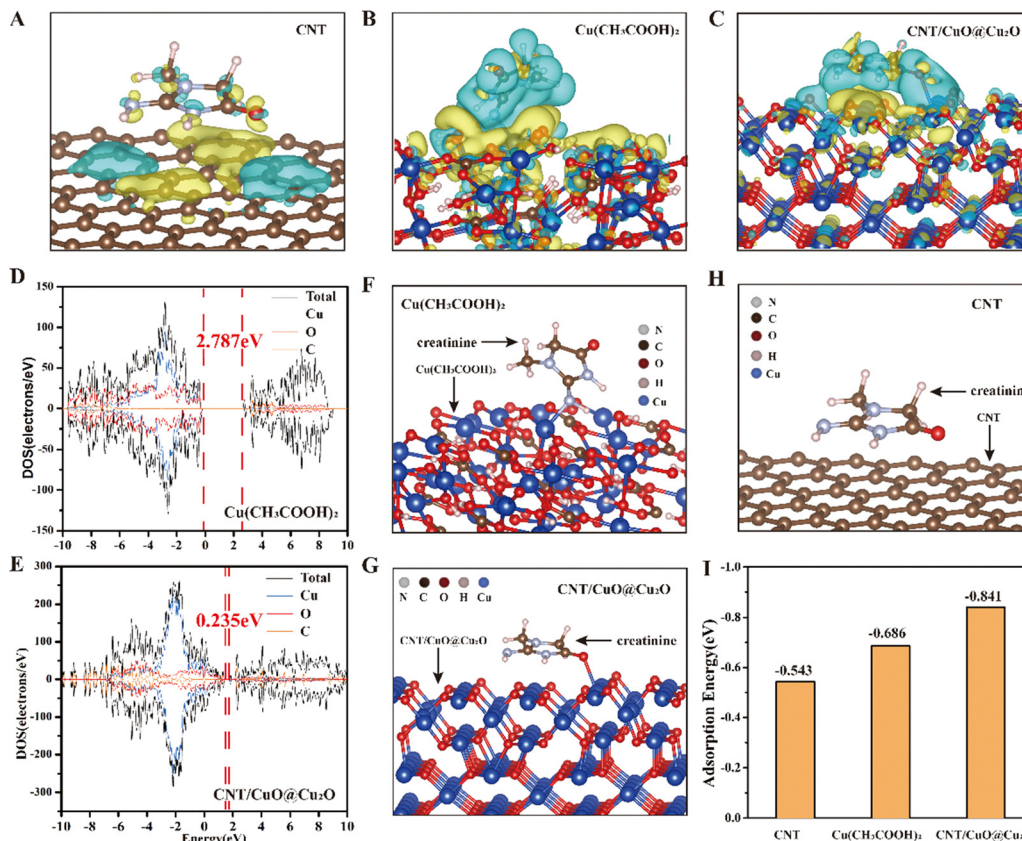 A
CNT
B
Cu(CH₃COOH)₂
C
CNT/CuO@Cu₂O
D
DOS(electrons/eV)
150
100
50
0
-50
-100
-150
2.787eV
Total
Cu
O
C
Cu(CH₃COOH)₂
-10 -8 -6 -4 -2 0 2 4 6 8 10
E
DOS(electrons/eV)
300
200
100
0
-100
-200
-300
0.235eV
Total
Cu
O
C
CNT/CuO@Cu₂O
-10 -8 -6 -4 -2 0 2 4 6 8 10
Energy(eV)
F
Cu(CH₃COOH)₂
creatinine
Cu(CH₃COOH)₃
N
C
O
H
Cu
G
N C O H Cu
CNT/CuO@Cu₂O
CNT/CuO@Cu₂O
creatinine
H
CNT
N
C
O
H
Cu
creatinin
CNT
I
Adsorption Energy(eV)
-1.0
-0.8
-0.6
-0.4
-0.2
0.0
-0.543
-0.686
-0.841
CNT Cu(CH₃COOH)₂ CNT/CuO@Cu₂